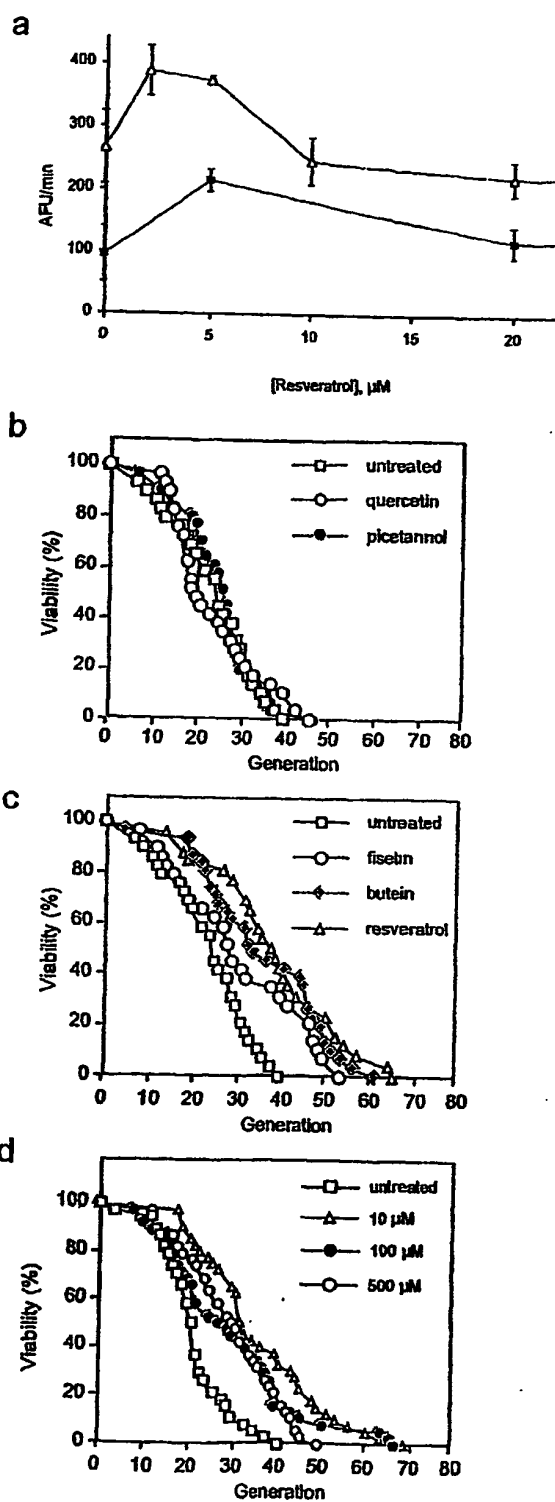 a
400
300
200
100
0
AFU/min
0 5 10 15 20
[Resveratrol], µM
b
100
80
60
40
20
0
Viability (%)
untreated
quercetin
picetannol
0 10 20 30 40 50 60 70 80
Generation
c
100
80
60
40
20
0
Viability (%)
untreated
fisetin
butein
resveratrol
0 10 20 30 40 50 60 70 80
Generation
d
100
80
60
40
20
0
Viability (%)
untreated
10 µM
100 µM
500 µM
0 10 20 30 40 50 60 70 80
Generation